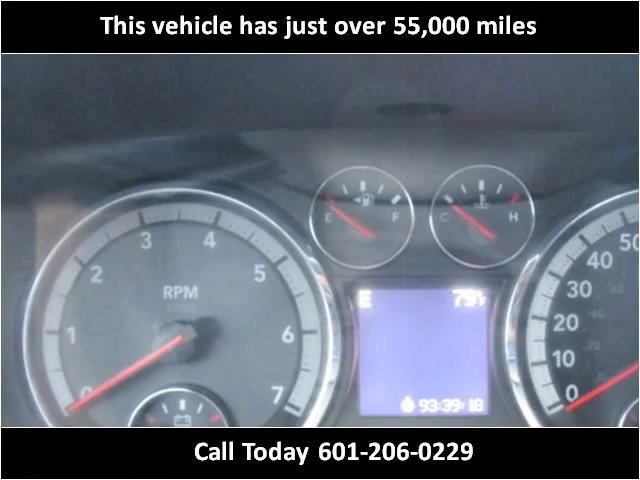 This vehicle has just over 55,000 miles
E F
C H
0 1 2 3 4 5 6 7
RPM
E 79°F
93:39:18
0 10 20 30 40 50
Call Today 601-206-0229